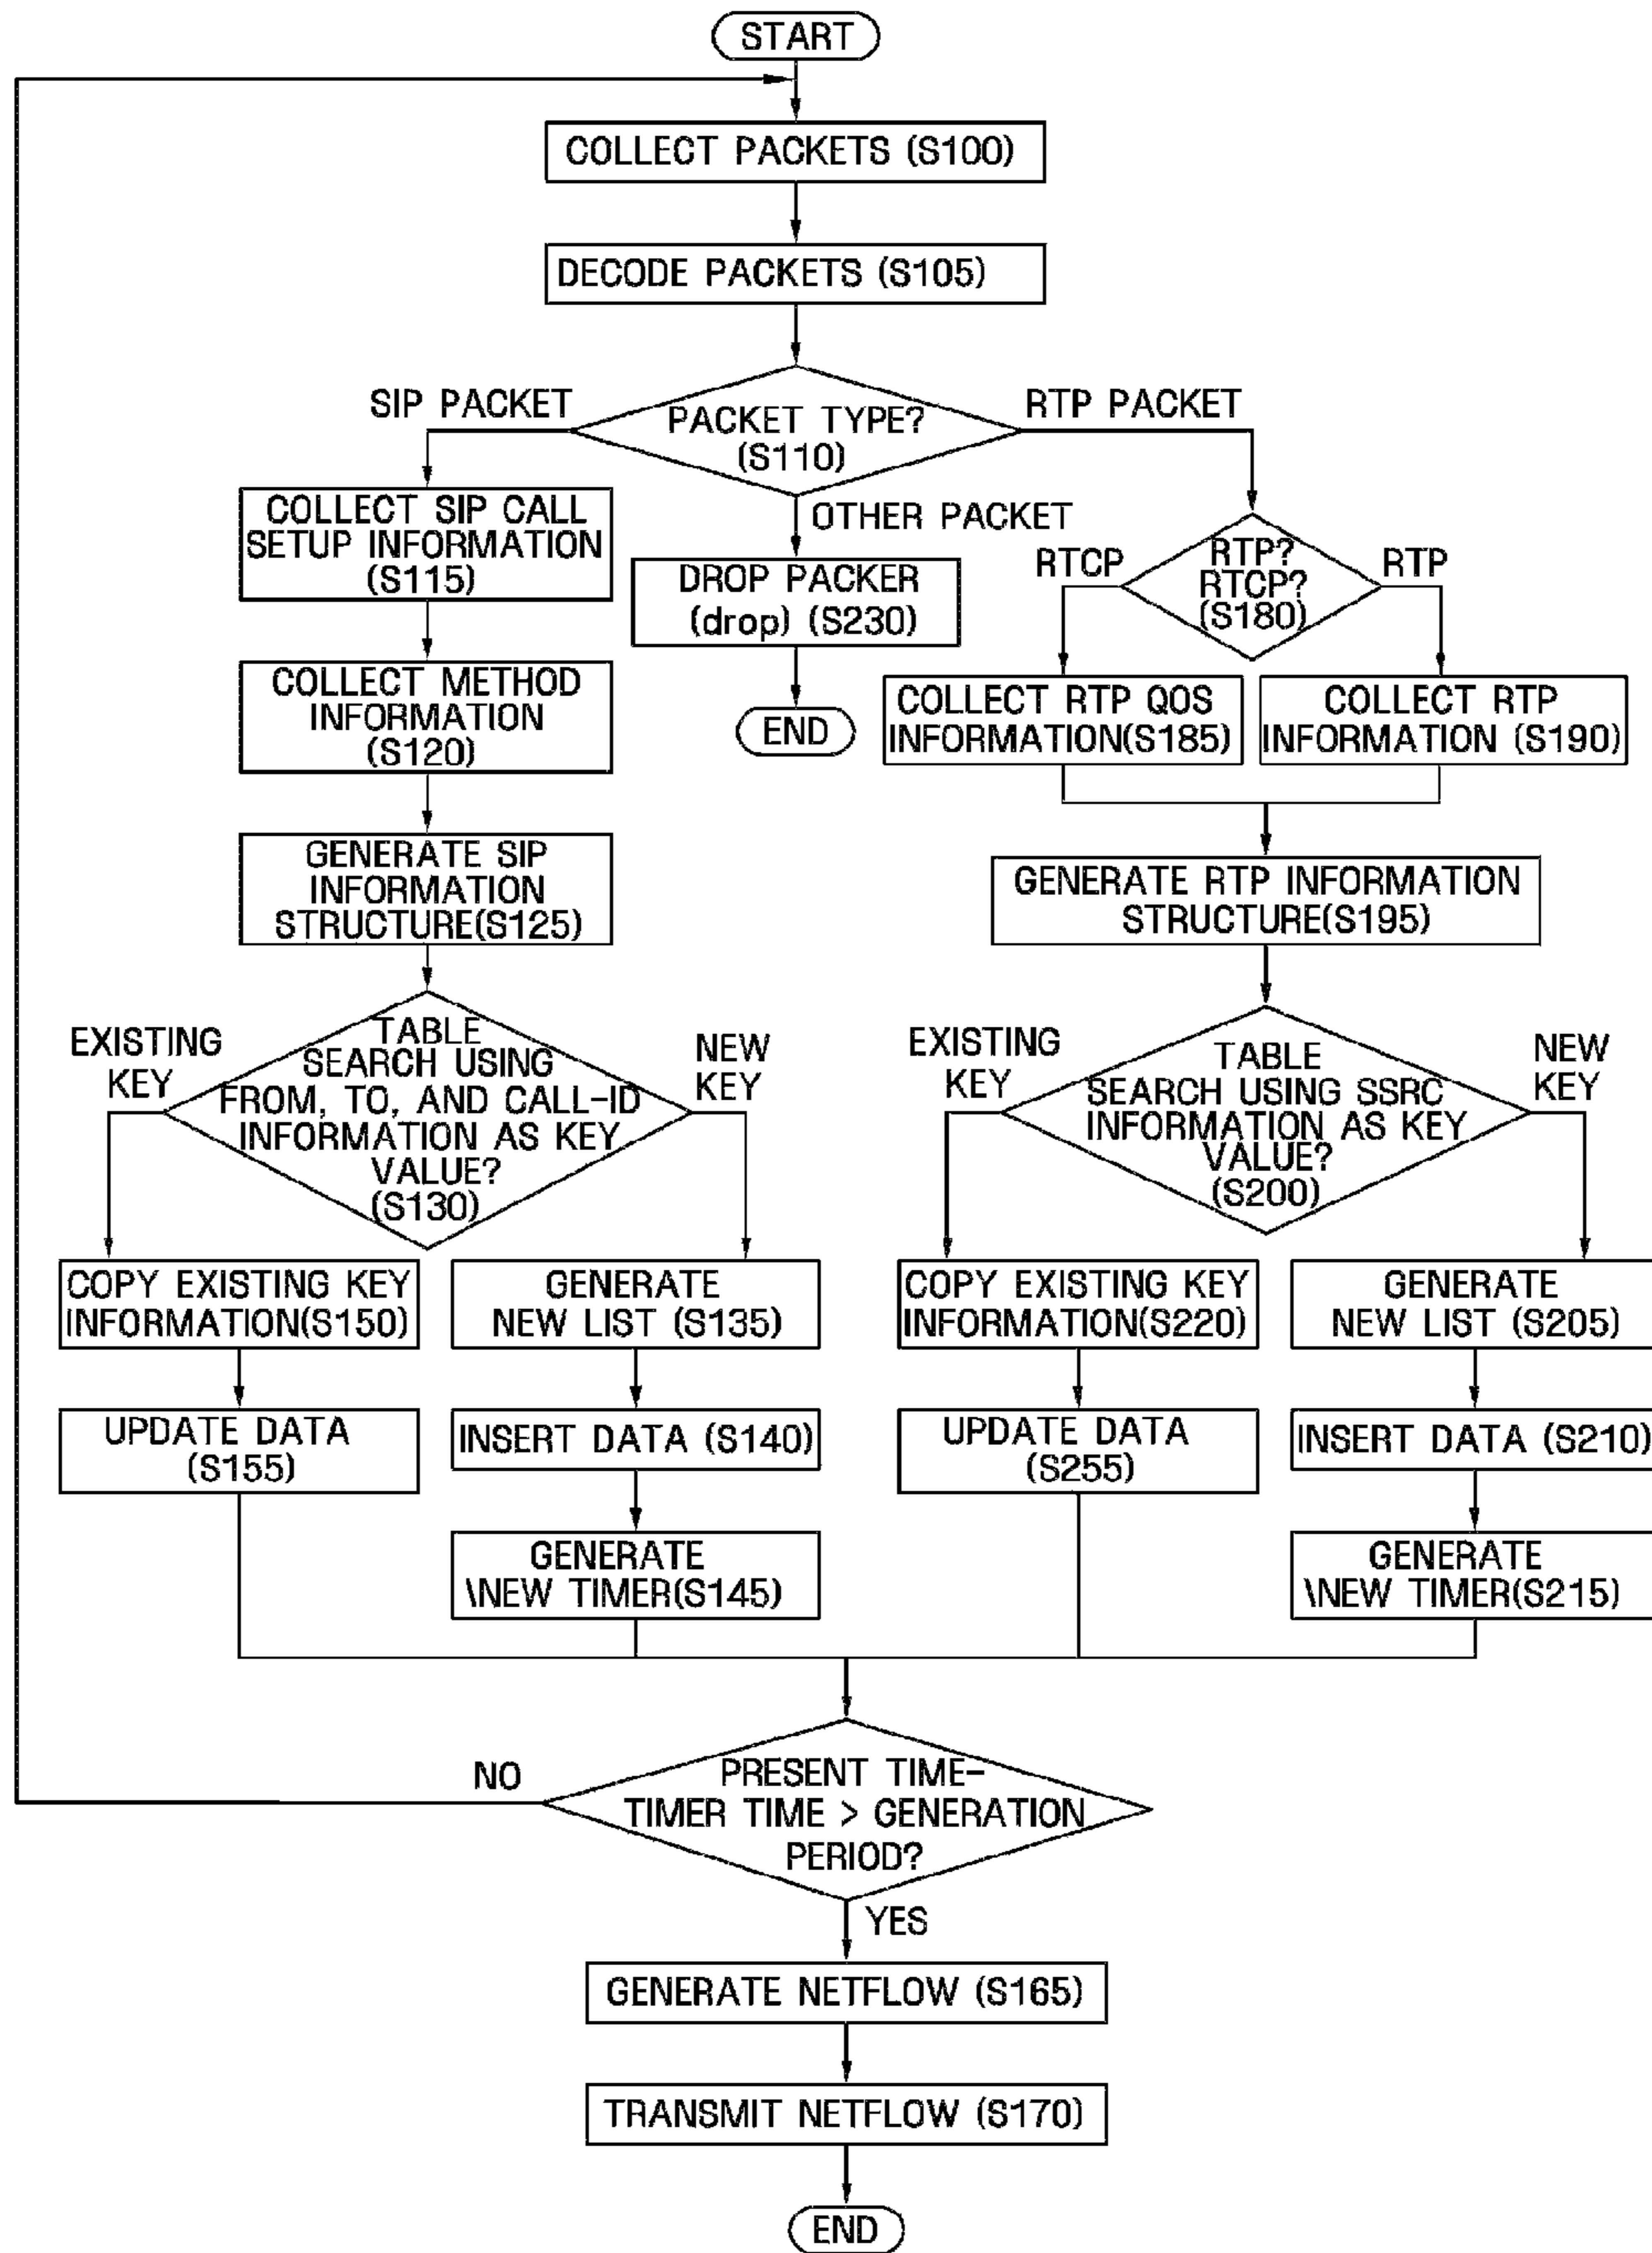 START
COLLECT PACKETS (S100)
DECODE PACKETS (S105)
SIP PACKET
PACKET TYPE?
(S110)
RTP PACKET
COLLECT SIP CALL
SETUP INFORMATION
(S115)
OTHER PACKET
DROP PACKER
(drop) (S230)
END
RTCP
RTP?
RTCP?
(S180)
RTP
COLLECT METHOD
INFORMATION
(S120)
COLLECT RTP QOS
INFORMATION(S185)
COLLECT RTP
INFORMATION (S190)
GENERATE SIP
INFORMATION
STRUCTURE(S125)
GENERATE RTP INFORMATION
STRUCTURE(S195)
EXISTING
KEY
TABLE
SEARCH USING
FROM, TO, AND CALL-ID
INFORMATION AS KEY
VALUE?
(S130)
NEW
KEY
EXISTING
KEY
TABLE
SEARCH USING SSRC
INFORMATION AS KEY
VALUE?
(S200)
NEW
KEY
COPY EXISTING KEY
INFORMATION(S150)
GENERATE
NEW LIST (S135)
COPY EXISTING KEY
INFORMATION(S220)
GENERATE
NEW LIST (S205)
UPDATE DATA
(S155)
INSERT DATA (S140)
UPDATE DATA
(S255)
INSERT DATA (S210)
GENERATE
\NEW TIMER(S145)
GENERATE
\NEW TIMER(S215)
NO
PRESENT TIME-
TIMER TIME > GENERATION
PERIOD?
YES
GENERATE NETFLOW (S165)
TRANSMIT NETFLOW (S170)
END